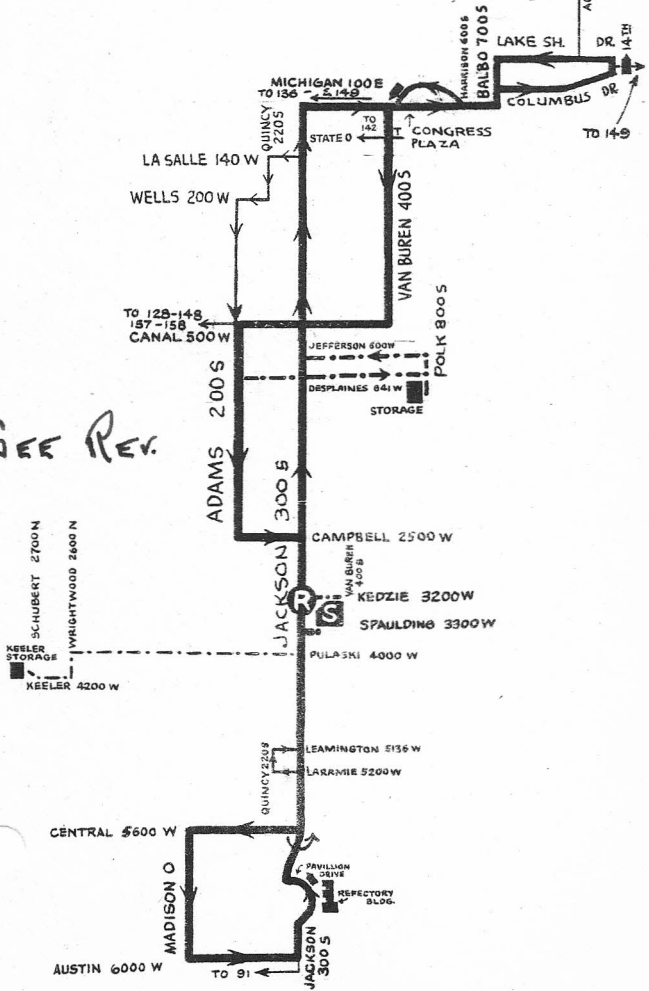 HARRISON 600 S
BALBO 700 S
LAKE SH. DR.
14TH
MICHIGAN 100 E
TO 136 - & 149
COLUMBUS DR
TO 149
QUINCY
220 S
STATE 0
TO
142
T
CONGRESS
PLAZA
LA SALLE 140 W
WELLS 200 W
VAN BUREN 400 S
TO 128-148
157-158
CANAL 500 W
JEFFERSON 600 W
POLK 800 S
DESPLAINES 641 W
STORAGE
ADAMS 200 S
SEE REV.
JACKSON 300 S
CAMPBELL 2500 W
VAN BUREN
400 S
R
KEDZIE 3200 W
S
SPAULDING 3300 W
SCHUBERT 2700 N
WRIGHTWOOD 2600 N
PULASKI 4000 W
KEELER
STORAGE
KEELER 4200 W
LEAMINGTON 5136 W
QUINCY 220 S
LARRMIE 5200 W
CENTRAL 5600 W
PAVILLION
DRIVE
MADISON 0
REFECTORY
BLDG.
AUSTIN 6000 W
TO 91
JACKSON
300 S